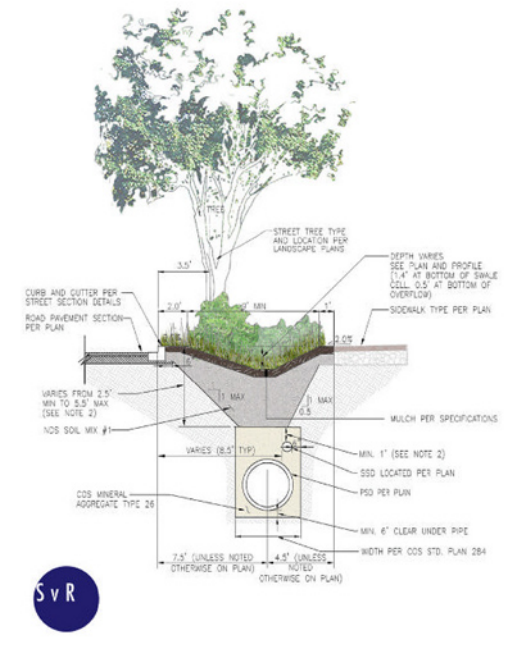 TREE
STREET TREE TYPE
AND LOCATION PER
LANDSCAPE PLANS
3.5'
DEPTH VARIES
SEE PLAN AND PROFILE
(1.4' AT BOTTOM OF SWALE
CELL, 0.5' AT BOTTOM OF
OVERFLOW)
CURB AND GUTTER PER
STREET SECTION DETAILS
2.0'
9' MIN
1'
SIDEWALK TYPE PER PLAN
ROAD PAVEMENT SECTION
PER PLAN
2.0%
VARIES FROM 2.5'
MIN TO 5.5' MAX
(SEE NOTE 2)
1 MAX
1 MAX
0.5
MULCH PER SPECIFICATIONS
NDS SOIL MIX #1
VARIES (8.5' TYP)
MIN. 1' (SEE NOTE 2)
SSD LOCATED PER PLAN
PSD PER PLAN
COS MINERAL
AGGREGATE TYPE 26
MIN. 6" CLEAR UNDER PIPE
WIDTH PER COS STD. PLAN 284
7.5' (UNLESS NOTED
OTHERWISE ON PLAN)
4.5' (UNLESS
NOTED
OTHERWISE ON PLAN)
SvR